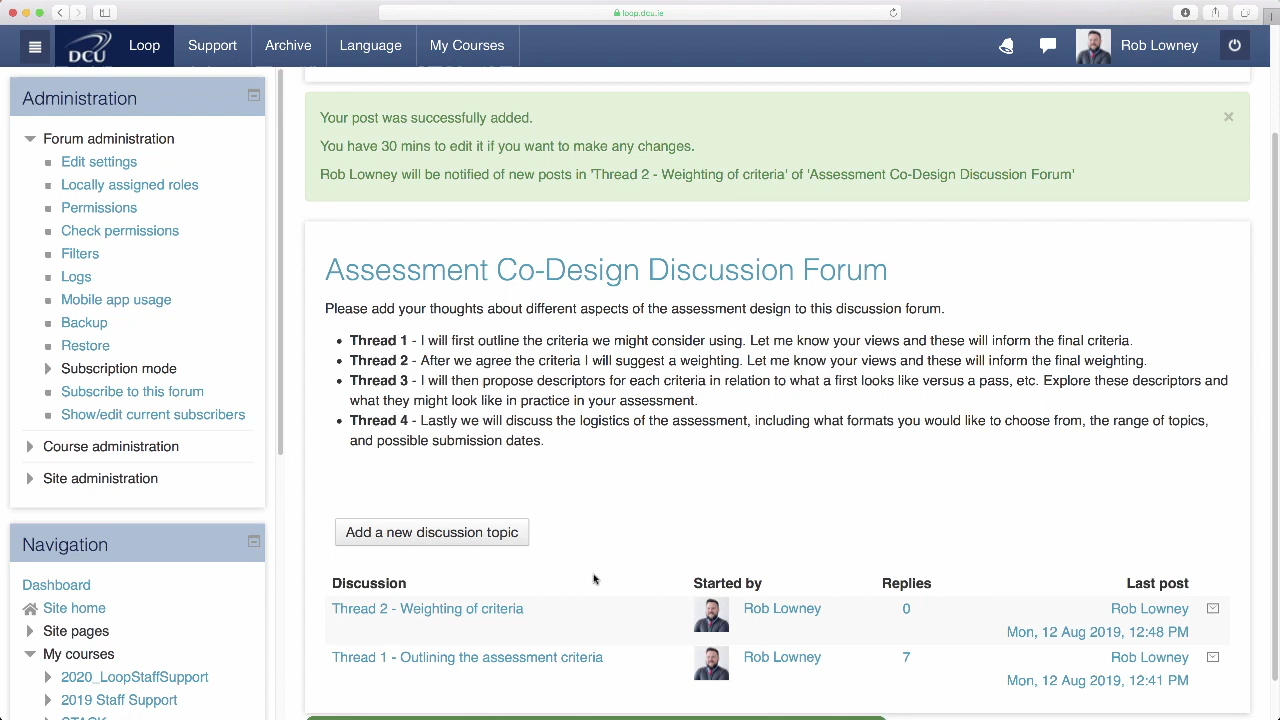 loop.dcu.ie
DCU Loop Support Archive Language My Courses Rob Lowney
Administration
Forum administration
Edit settings
Locally assigned roles
Permissions
Check permissions
Filters
Logs
Mobile app usage
Backup
Restore
Subscription mode
Subscribe to this forum
Show/edit current subscribers
Course administration
Site administration
Navigation
Dashboard
Site home
Site pages
My courses
2020_LoopStaffSupport
2019 Staff Support
STACK
Your post was successfully added.
You have 30 mins to edit it if you want to make any changes.
Rob Lowney will be notified of new posts in 'Thread 2 - Weighting of criteria' of 'Assessment Co-Design Discussion Forum'
Assessment Co-Design Discussion Forum
Please add your thoughts about different aspects of the assessment design to this discussion forum.
Thread 1 - I will first outline the criteria we might consider using. Let me know your views and these will inform the final criteria.
Thread 2 - After we agree the criteria I will suggest a weighting. Let me know your views and these will inform the final weighting.
Thread 3 - I will then propose descriptors for each criteria in relation to what a first looks like versus a pass, etc. Explore these descriptors and
what they might look like in practice in your assessment.
Thread 4 - Lastly we will discuss the logistics of the assessment, including what formats you would like to choose from, the range of topics,
and possible submission dates.
Add a new discussion topic
Discussion Started by Replies Last post
Thread 2 - Weighting of criteria Rob Lowney 0 Rob Lowney
Mon, 12 Aug 2019, 12:48 PM
Thread 1 - Outlining the assessment criteria Rob Lowney 7 Rob Lowney
Mon, 12 Aug 2019, 12:41 PM